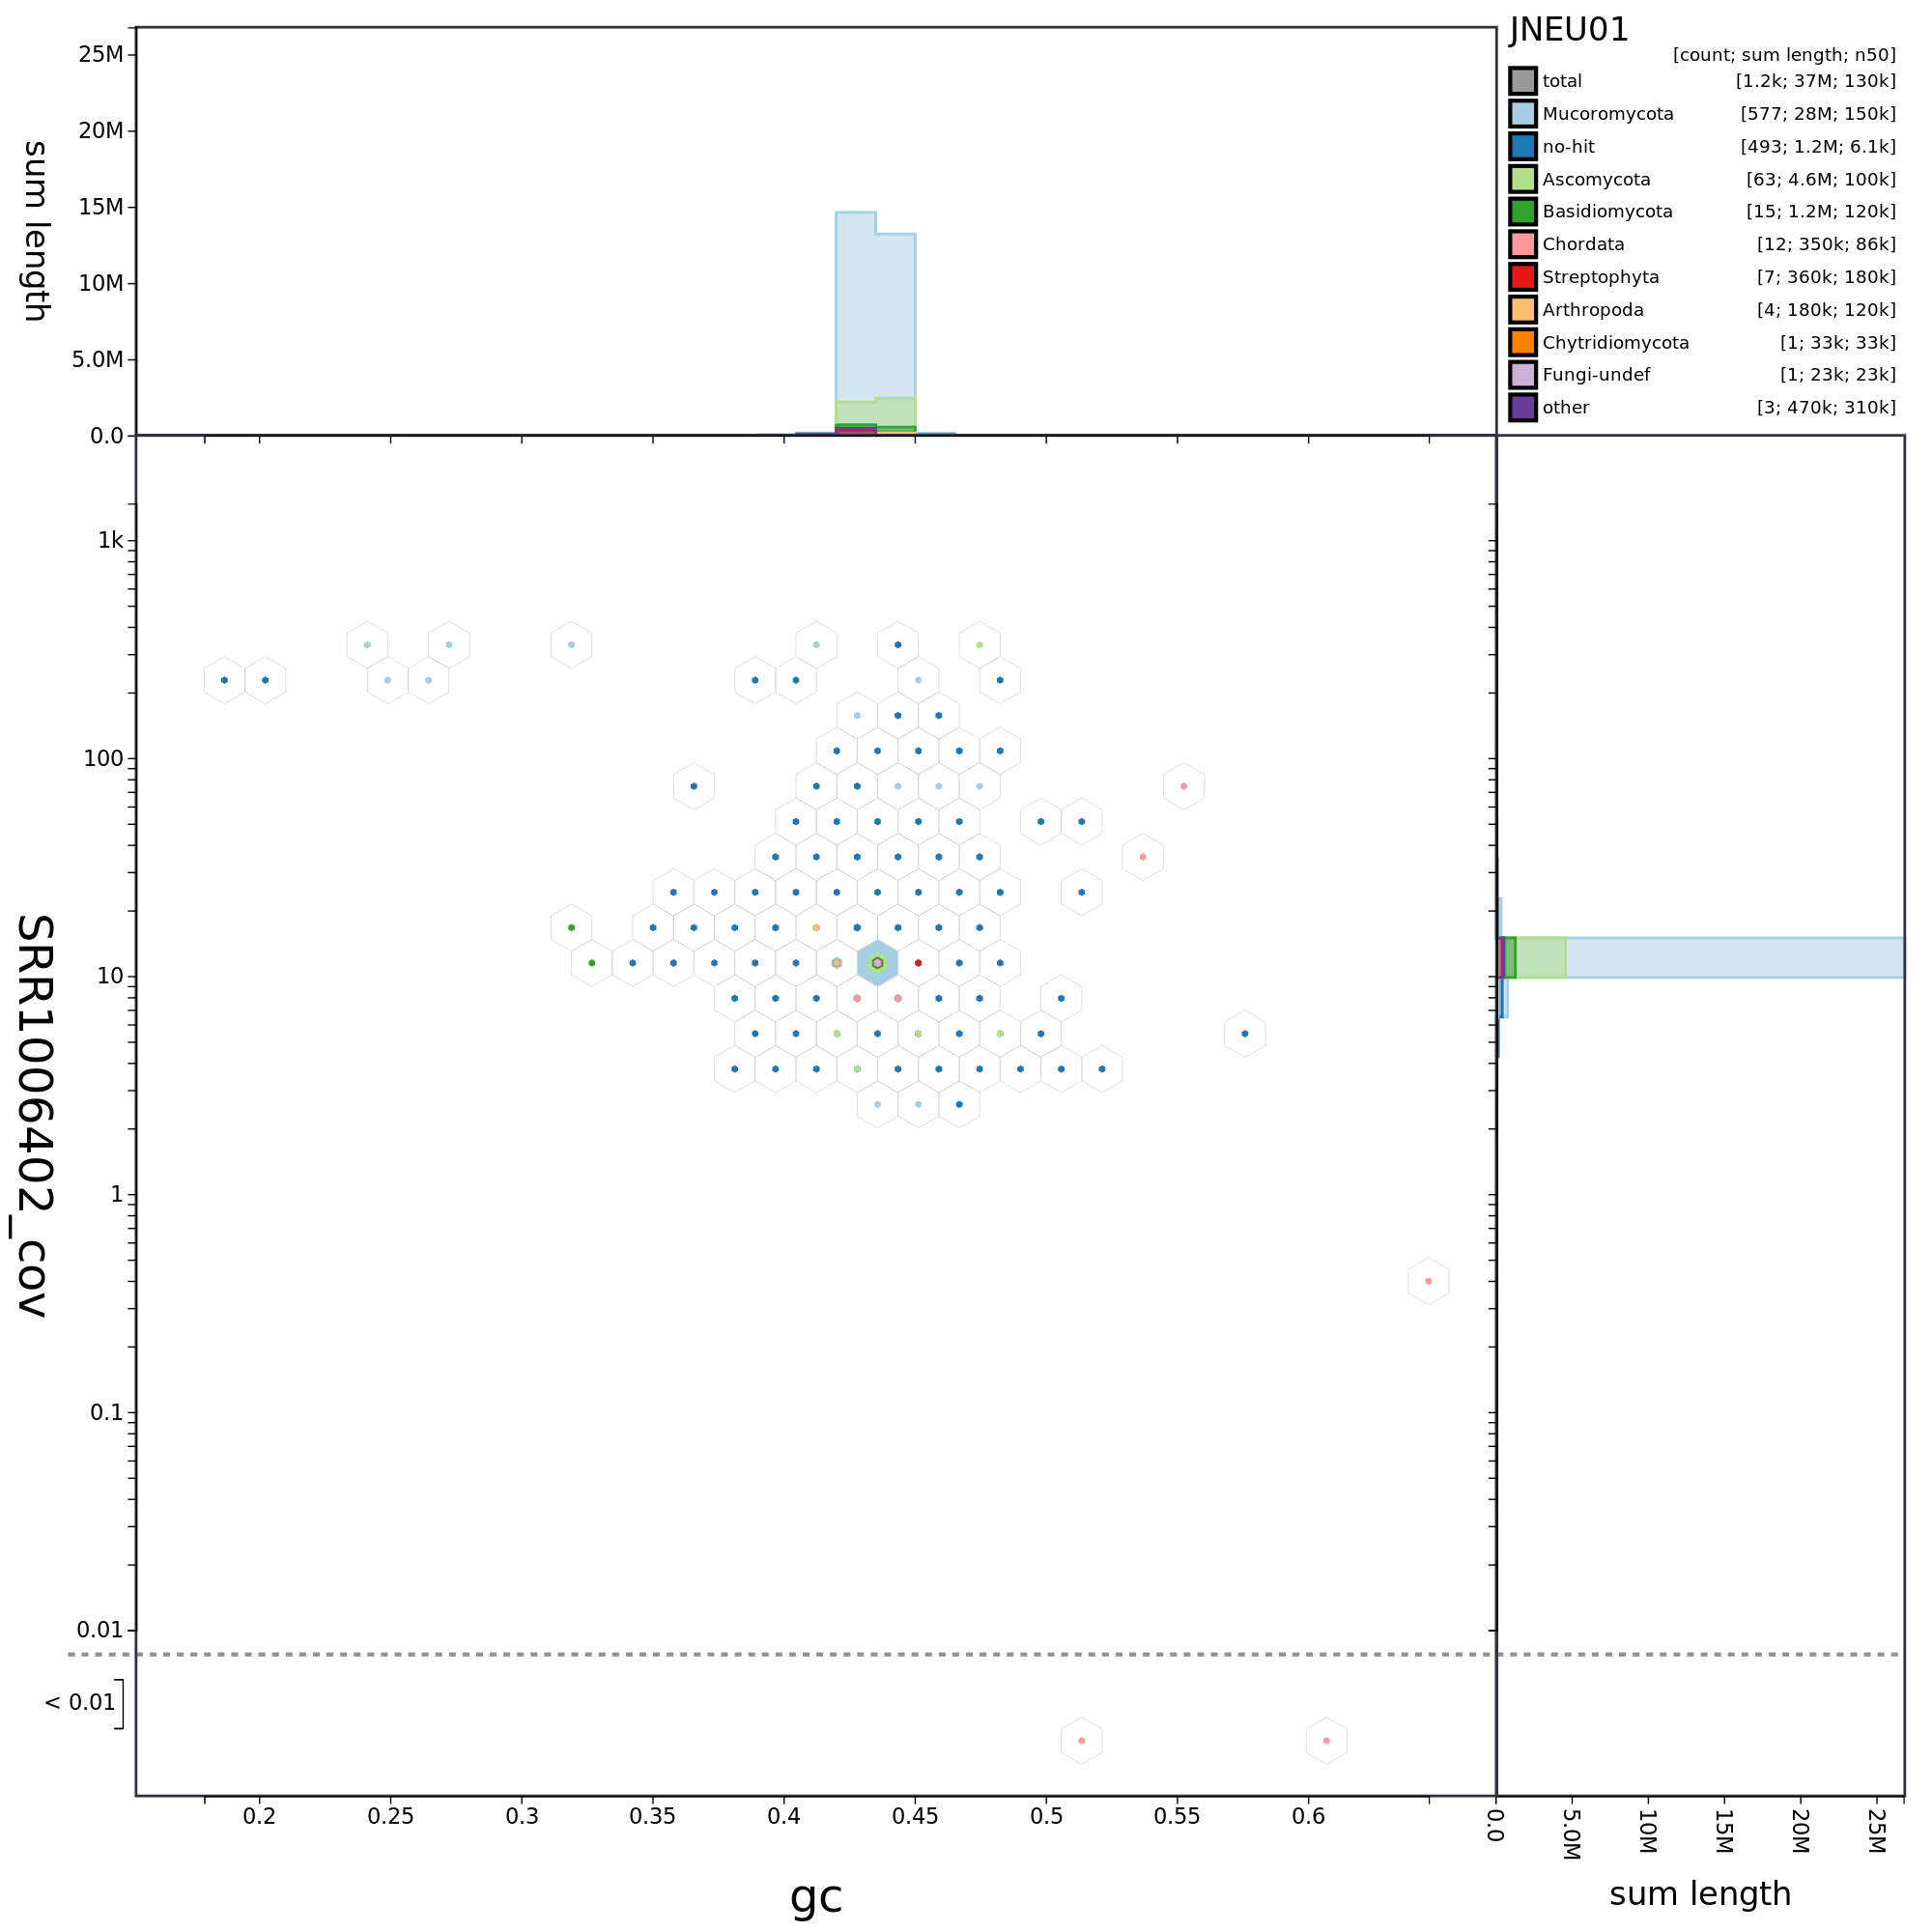 JNEU01
[count; sum length; n50]
total [1.2k; 37M; 130k]
Mucoromycota [577; 28M; 150k]
no-hit [493; 1.2M; 6.1k]
Ascomycota [63; 4.6M; 100k]
Basidiomycota [15; 1.2M; 120k]
Chordata [12; 350k; 86k]
Streptophyta [7; 360k; 180k]
Arthropoda [4; 180k; 120k]
Chytridiomycota [1; 33k; 33k]
Fungi-undef [1; 23k; 23k]
other [3; 470k; 310k]
sum length
25M
20M
15M
10M
5.0M
0.0
SRR1006402_cov
1k
100
10
1
0.1
0.01
< 0.01
0.2 0.25 0.3 0.35 0.4 0.45 0.5 0.55 0.6
gc
0.0 5.0M 10M 15M 20M 25M
sum length